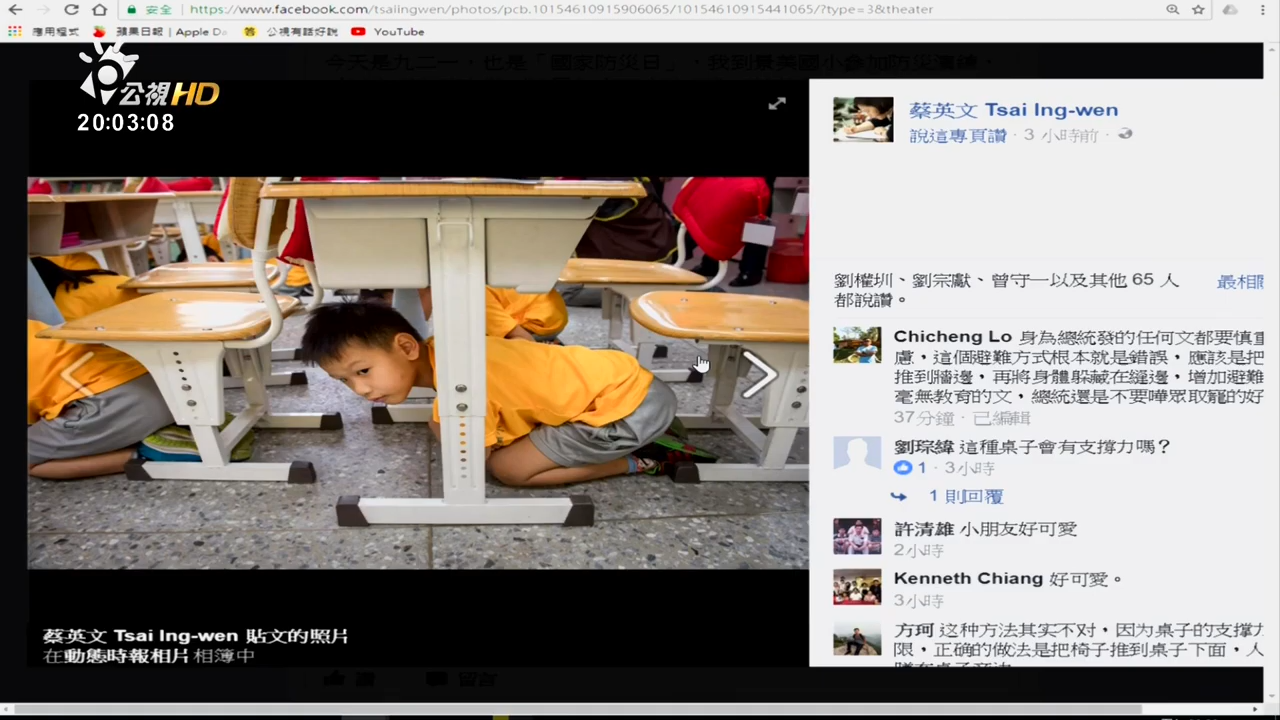 安全 https://www.facebook.com/tsaiingwen/photos/pcb.10154610915906065/10154610915441065/?type=3&theater
應用程式 蘋果日報 | Apple Da 公視有話好說 YouTube
今天是九二一,也是「國家防災日」,我到景美國小參加防災演練,
公視HD
20:03:08
蔡英文 Tsai Ing-wen
說這專頁讚 · 3 小時前 ·
劉權圳、劉宗獻、曾守一以及其他 65 人
都說讚。
最相關
Chicheng Lo 身為總統發的任何文都要慎重
慮,這個避難方式根本就是錯誤,應該是把
推到牆邊,再將身體躲藏在縫邊,增加避難
毫無教育的文,總統還是不要嘩眾取寵的好
37分鐘 · 已編輯
劉琮緯 這種桌子會有支撐力嗎?
1 · 3小時
1 則回覆
許清雄 小朋友好可愛
2小時
Kenneth Chiang 好可愛。
3小時
方珂 这种方法其实不对,因为桌子的支撑力
限,正确的做法是把椅子推到桌子下面,人
蔡英文 Tsai Ing-wen 貼文的照片
在動態時報相片 相簿中
讚 留言